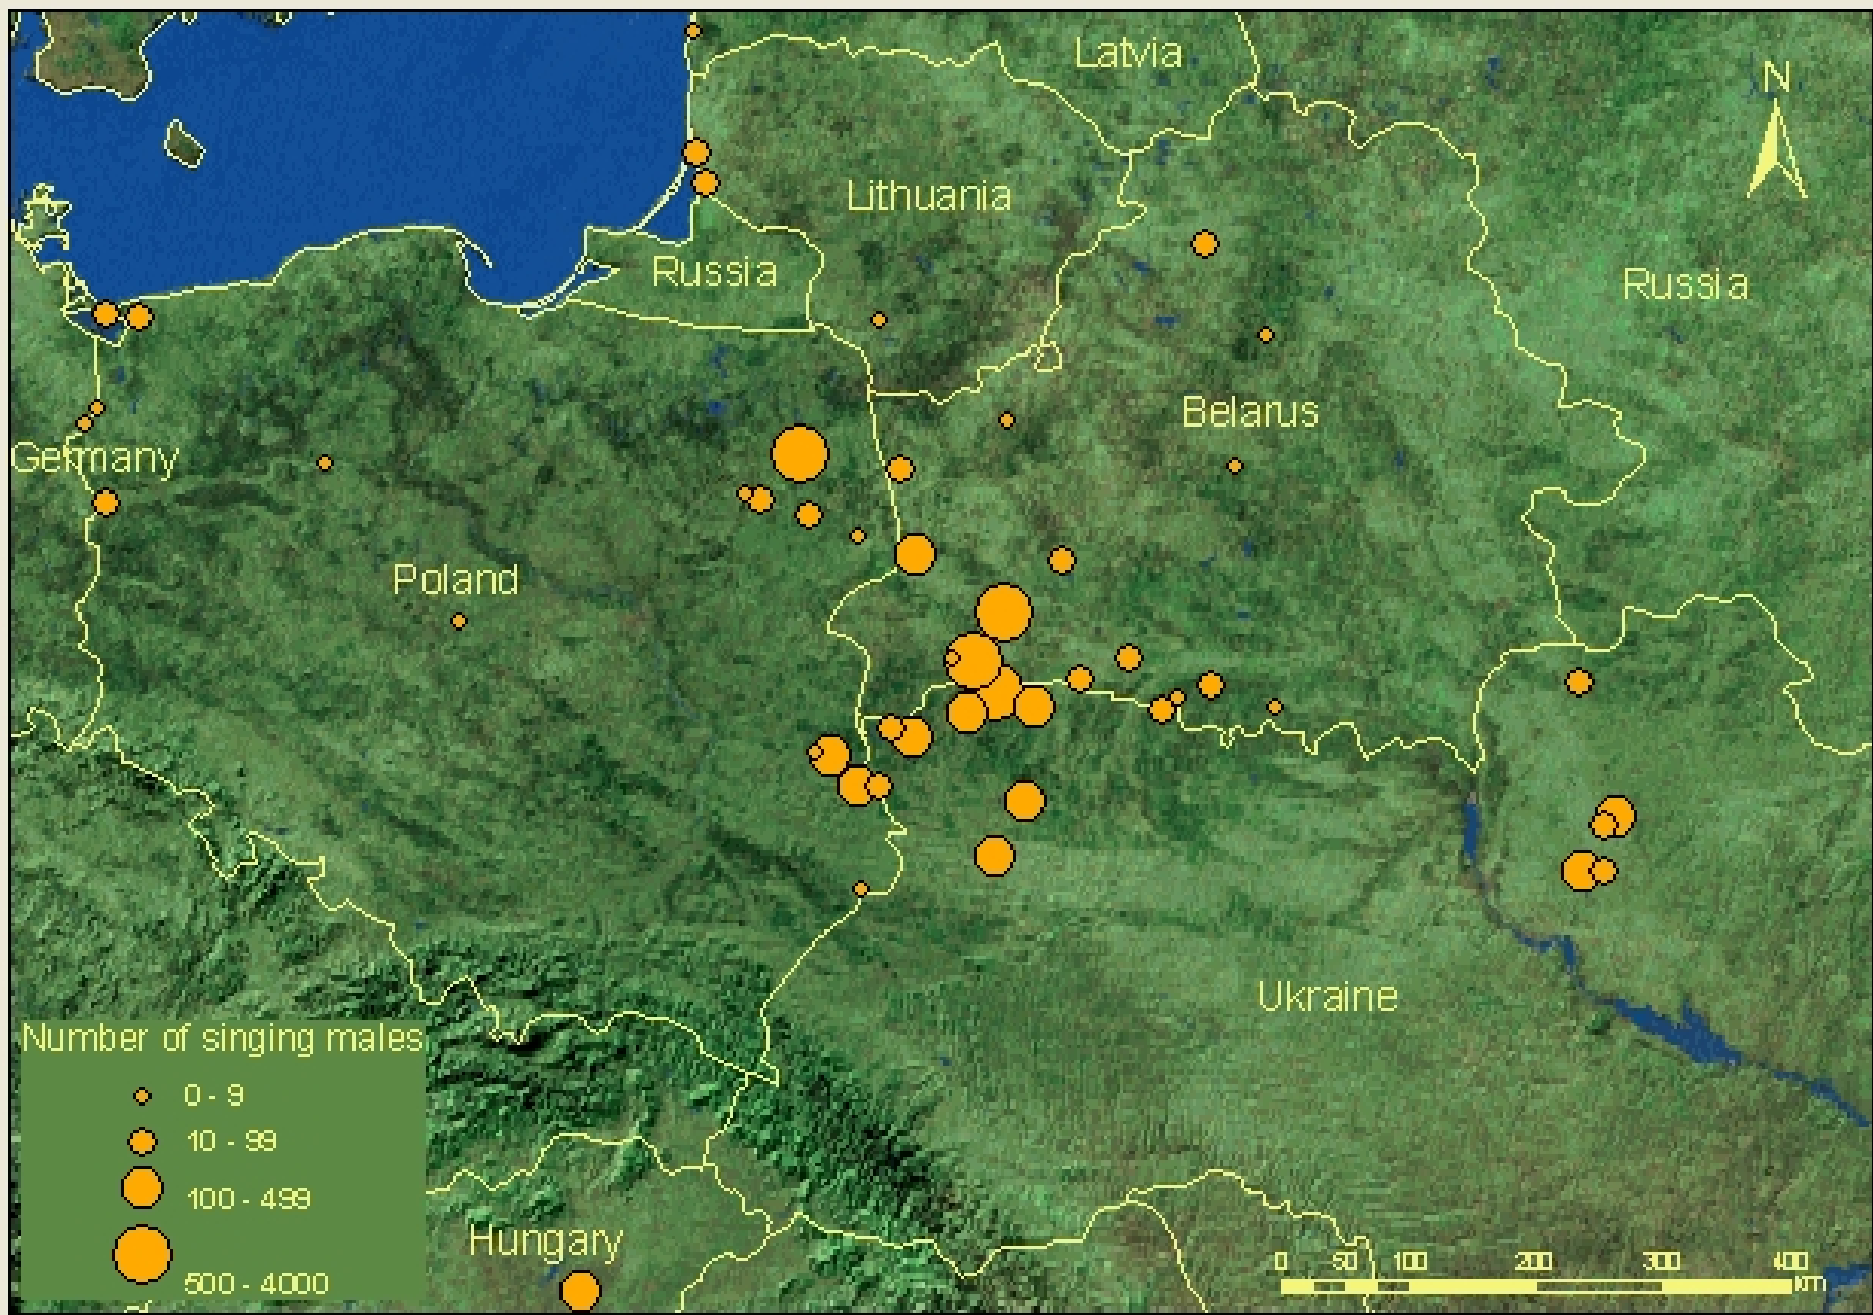 Latvia
N
Lithuania
Russia
Russia
Belarus
Germany
Poland
Ukraine
Number of singing males
0 - 9
10 - 99
100 - 499
500 - 4000
Hungary
0 50 100 200 300 400
km